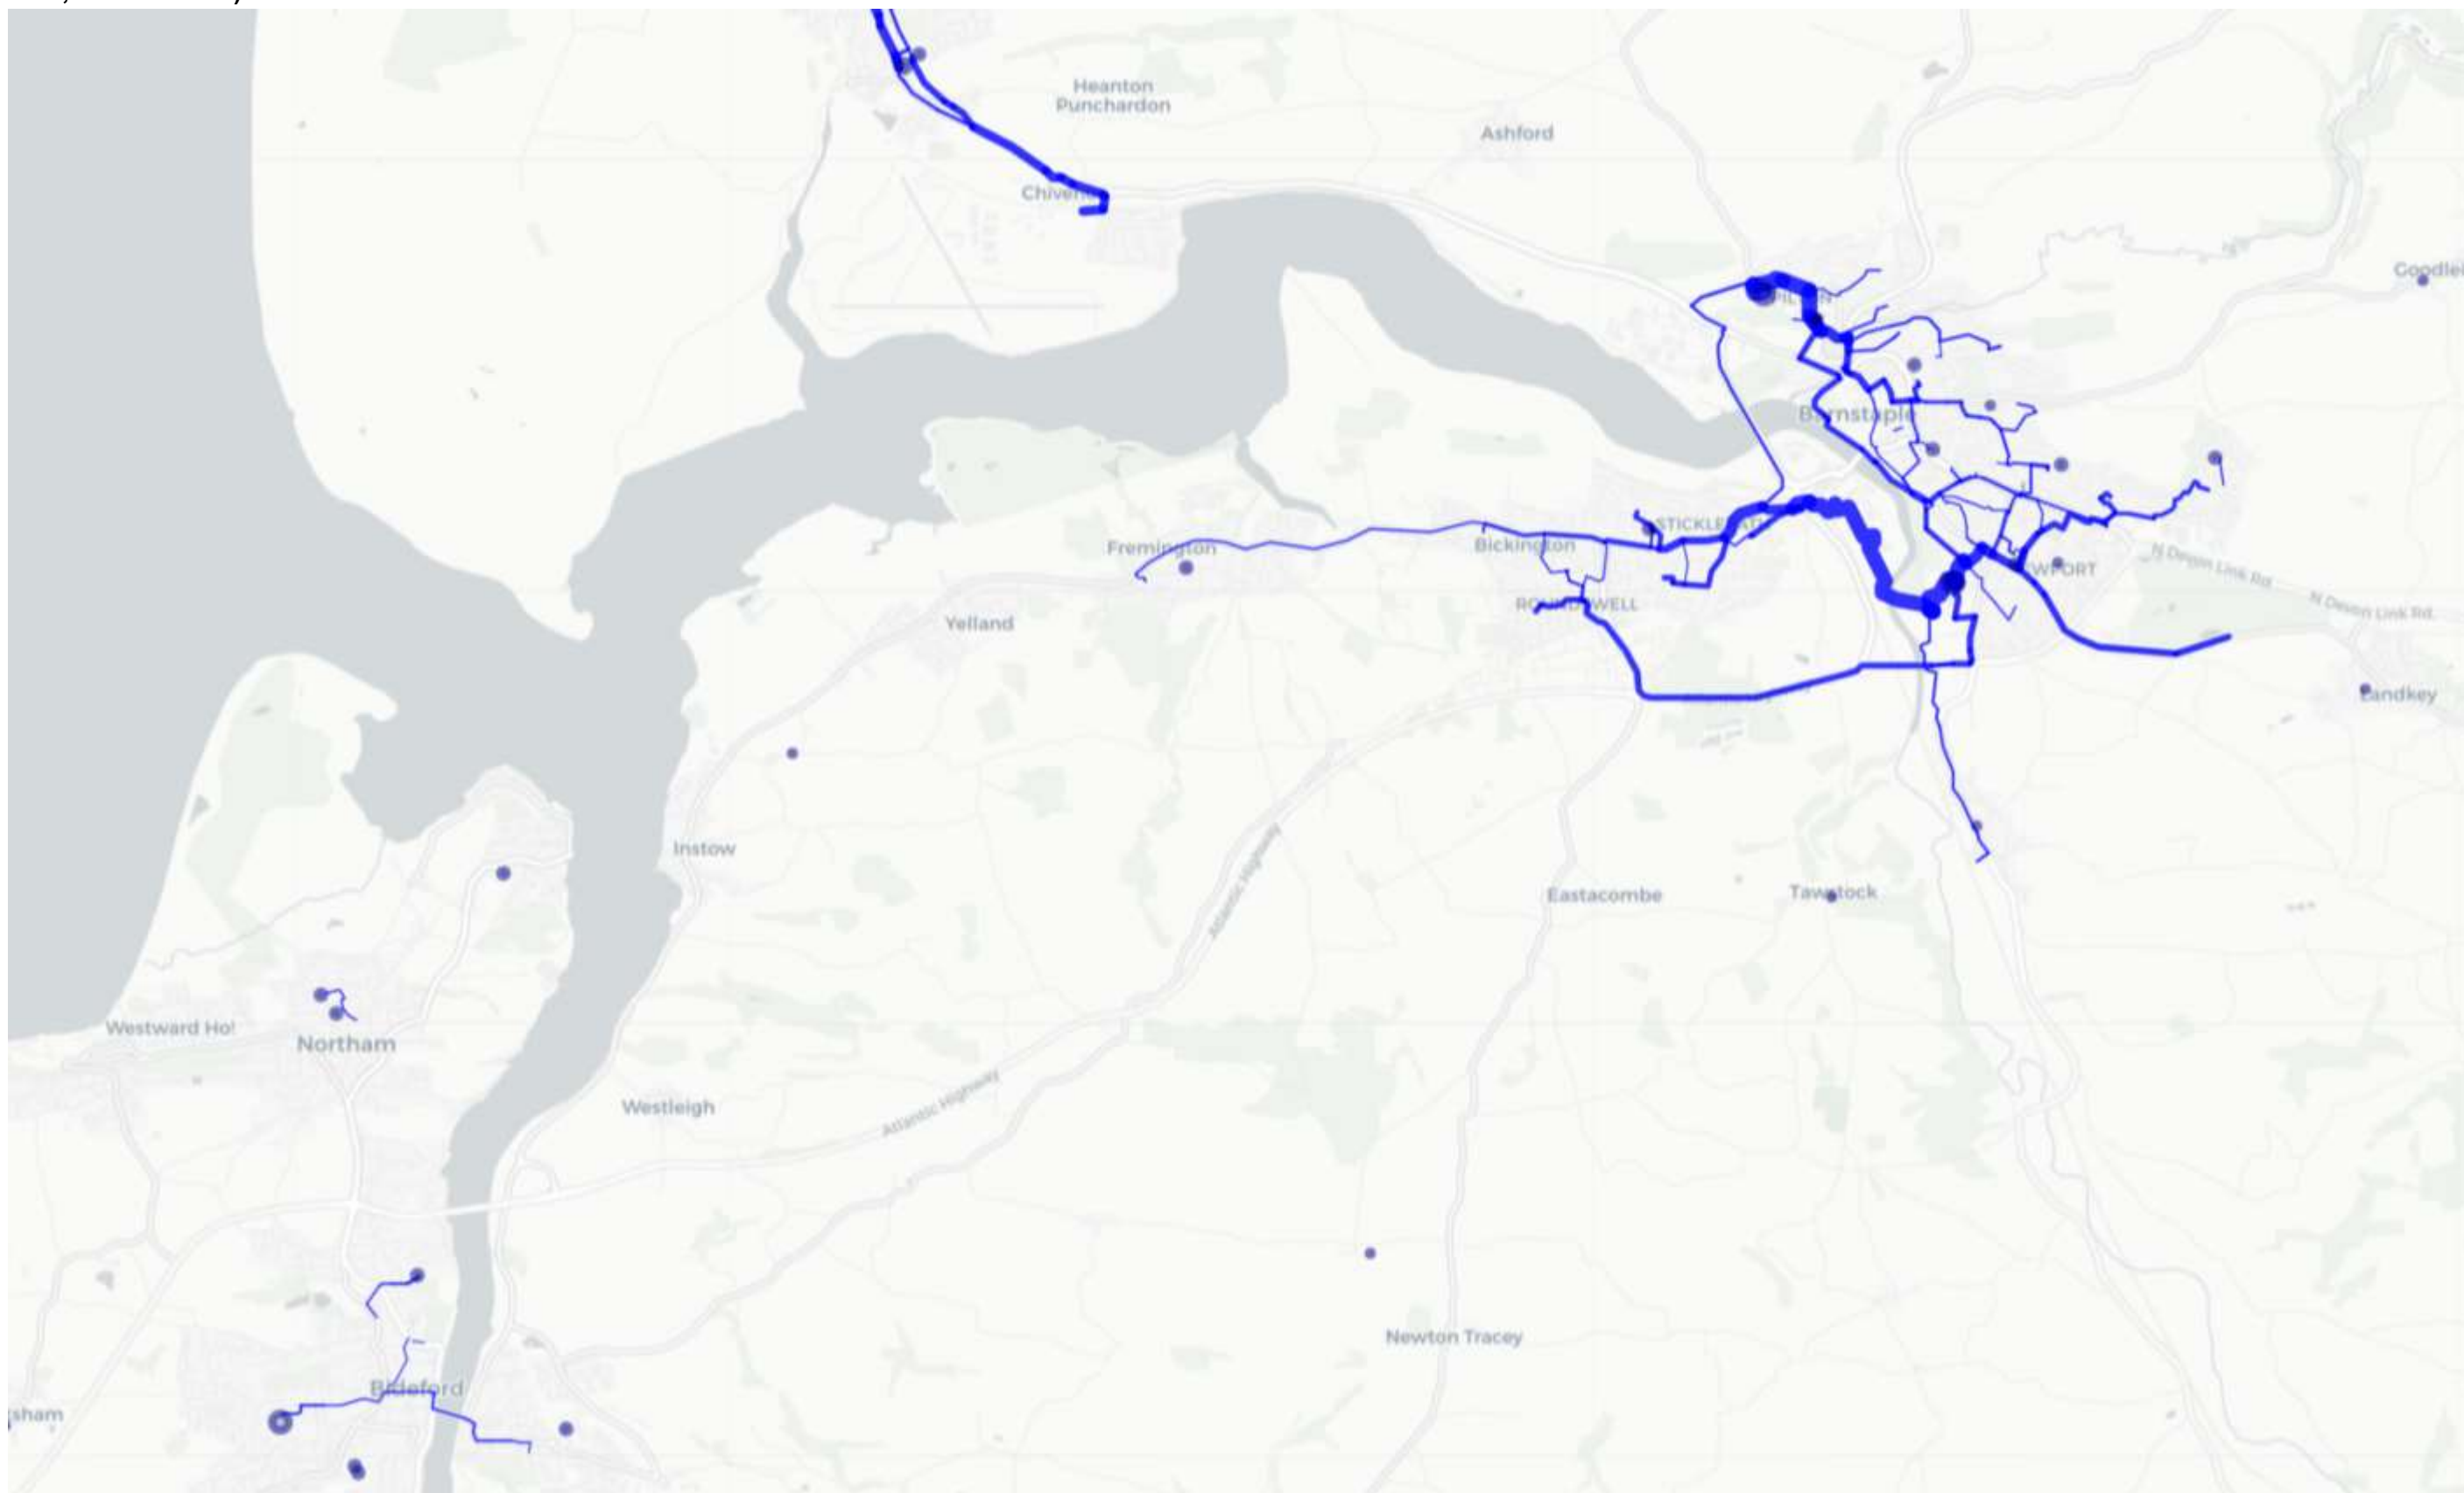 Heanton
Punchardon
Ashford
Barnstaple
Fremington
Bickington
N Devon Link Rd
N Devon Link Rd
Yelland
Landkey
Instow
Atlantic Highway
Eastacombe
Tawstock
Westward Ho!
Northam
Atlantic Highway
Westleigh
Newton Tracey
Bideford
sham